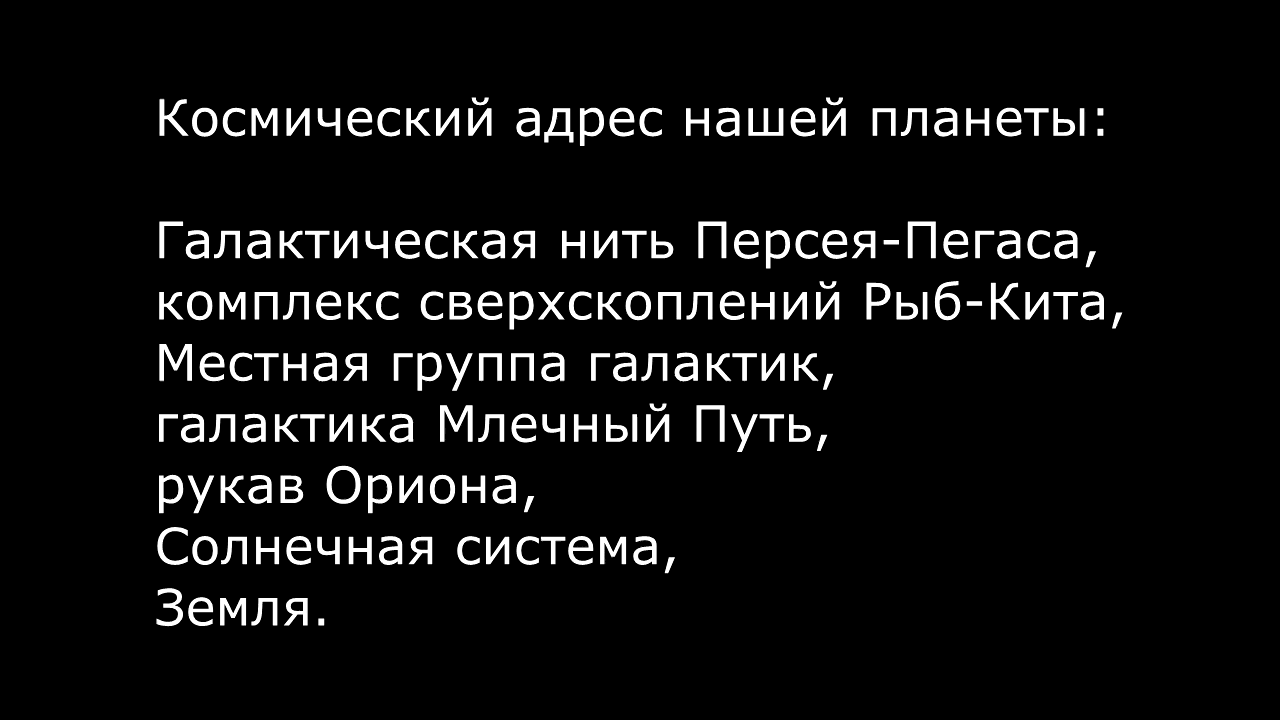 Космический адрес нашей планеты:
Галактическая нить Персея-Пегаса,
комплекс сверхскоплений Рыб-Кита,
Местная группа галактик,
галактика Млечный Путь,
рукав Ориона,
Солнечная система,
Земля.